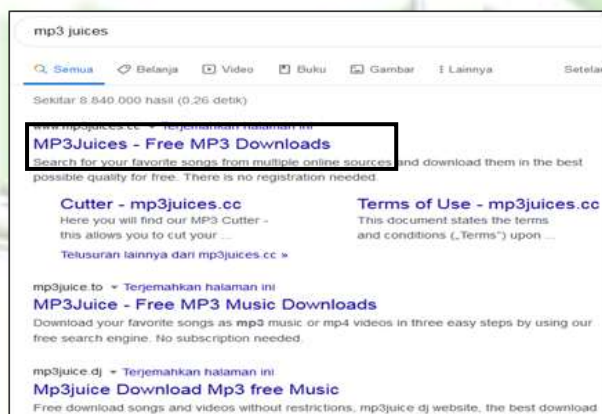 mp3 juices
Semua Belanja Video Buku Gambar Lainnya
Sekitar 8.840.000 hasil (0,26 detik)
www.mp3juices.cc Terjemahkan halaman ini
MP3Juices - Free MP3 Downloads
Search for your favorite songs from multiple online sources and download them in the best
possible quality for free. There is no registration needed.
Cutter - mp3juices.cc
Here you will find our MP3 Cutter -
this allows you to cut your ...
Terms of Use - mp3juices.cc
This document states the terms
and conditions („Terms") upon ...
Telusuran lainnya dari mp3juices.cc »
mp3juice.to Terjemahkan halaman ini
MP3Juice - Free MP3 Music Downloads
Download your favorite songs as mp3 music or mp4 videos in three easy steps by using our
free search engine. No subscription needed.
mp3juice.dj Terjemahkan halaman ini
Mp3juice Download Mp3 free Music
Free download songs and videos without restrictions, mp3juice dj website, the best download